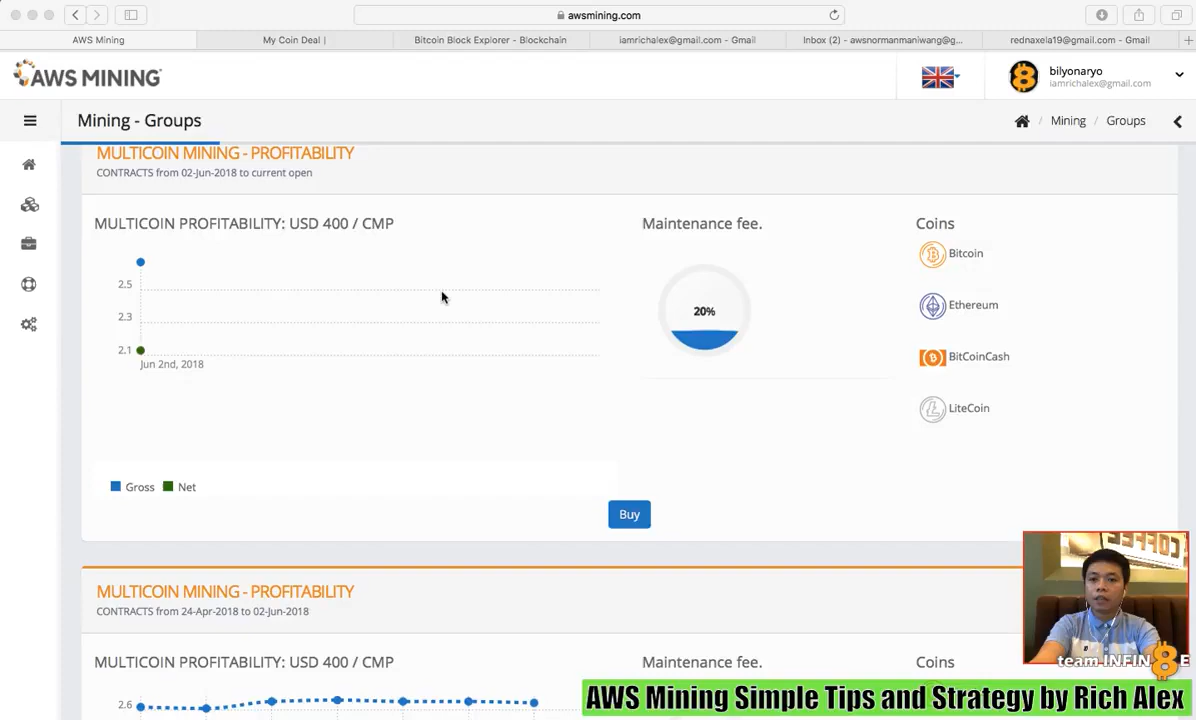 awsmining.com
AWS Mining
My Coin Deal |
Bitcoin Block Explorer - Blockchain
iamrichalex@gmail.com - Gmail
Inbox (2) - awsnormanmaniwang@g...
rednaxela19@gmail.com - Gmail
AWS MINING
bilyonaryo
iamrichalex@gmail.com
Mining - Groups
Mining / Groups
MULTICOIN MINING - PROFITABILITY
CONTRACTS from 02-Jun-2018 to current open
MULTICOIN PROFITABILITY: USD 400 / CMP
Maintenance fee.
Coins
2.5
2.3
2.1
Jun 2nd, 2018
20%
Bitcoin
Ethereum
BitCoinCash
LiteCoin
Gross
Net
Buy
MULTICOIN MINING - PROFITABILITY
CONTRACTS from 24-Apr-2018 to 02-Jun-2018
MULTICOIN PROFITABILITY: USD 400 / CMP
Maintenance fee.
Coins
2.6
COFFEE
team INFIN8E
AWS Mining Simple Tips and Strategy by Rich Alex